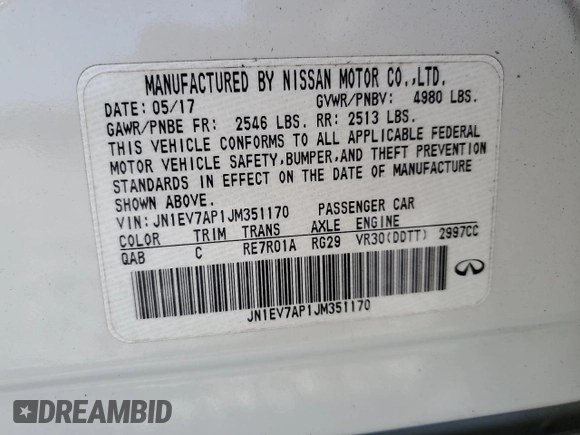 MANUFACTURED BY NISSAN MOTOR CO.,LTD.
DATE: 05/17 GVWR/PNBV: 4980 LBS.
GAWR/PNBE FR: 2546 LBS. RR: 2513 LBS.
THIS VEHICLE CONFORMS TO ALL APPLICABLE FEDERAL
MOTOR VEHICLE SAFETY,BUMPER,AND THEFT PREVENTION
STANDARDS IN EFFECT ON THE DATE OF MANUFACTURE
SHOWN ABOVE.
VIN: JN1EV7AP1JM351170 PASSENGER CAR
COLOR TRIM TRANS AXLE ENGINE
QAB C RE7R01A RG29 VR30(DDTT) 2997CC
JN1EV7AP1JM351170
DREAMBID